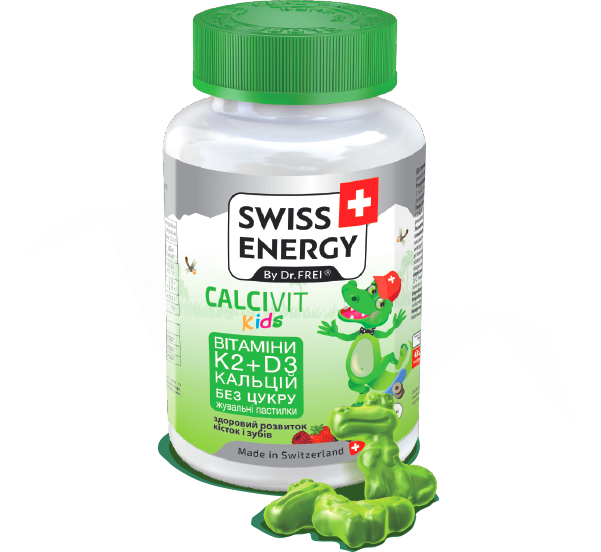 SWISS
ENERGY
By Dr.FREI®
CALCIVIT
Kids
ВІТАМІНИ
K2+D3
КАЛЬЦІЙ
БЕЗ ЦУКРУ
жувальні пастилки
здоровий розвиток
кісток і зубів
Made in Switzerland